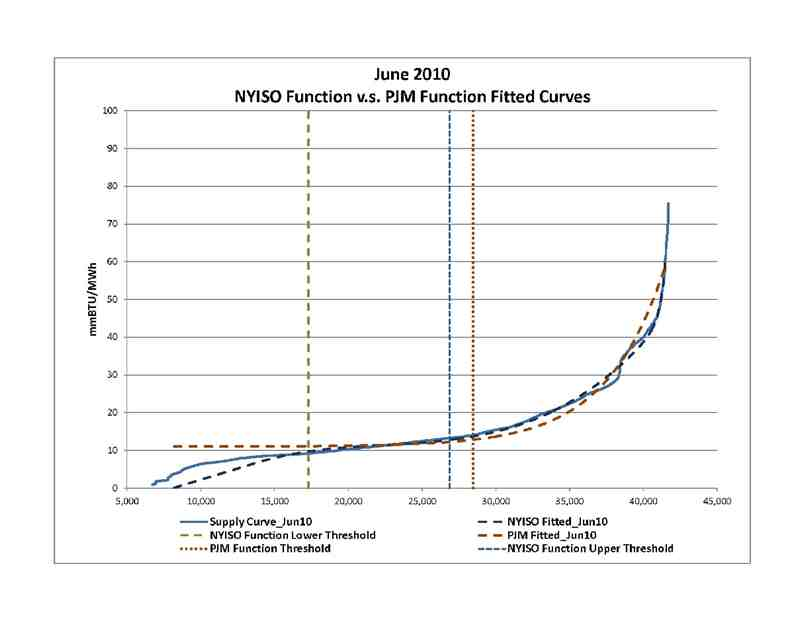 June 2010
NYISO Function v.s. PJM Function Fitted Curves
mmBTU/MWh
100
90
80
70
60
50
40
30
20
10
0
5,000 10,000 15,000 20,000 25,000 30,000 35,000 40,000 45,000
Supply Curve_Jun10 NYISO Fitted_Jun10
NYISO Function Lower Threshold PJM Fitted_Jun10
PJM Function Threshold NYISO Function Upper Threshold